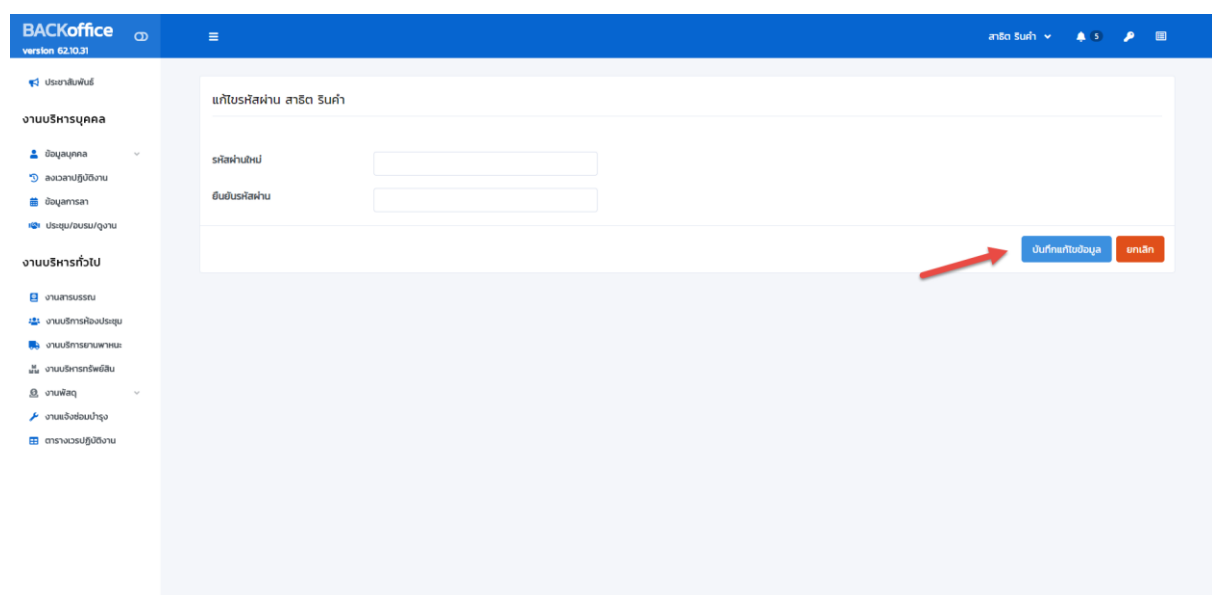 BACKoffice
version 62.10.31
สาธิต รินคำ
5
ประชาสัมพันธ์
งานบริหารบุคคล
ข้อมูลบุคคล
ลงเวลาปฏิบัติงาน
ข้อมูลการลา
ประชุม/อบรม/ดูงาน
งานบริหารทั่วไป
งานสารบรรณ
งานบริการห้องประชุม
งานบริการยานพาหนะ
งานบริหารทรัพย์สิน
งานพัสดุ
งานแจ้งซ่อมบำรุง
ตารางเวรปฏิบัติงาน
แก้ไขรหัสผ่าน สาธิต รินคำ
รหัสผ่านใหม่
ยืนยันรหัสผ่าน
บันทึกแก้ไขข้อมูล
ยกเลิก